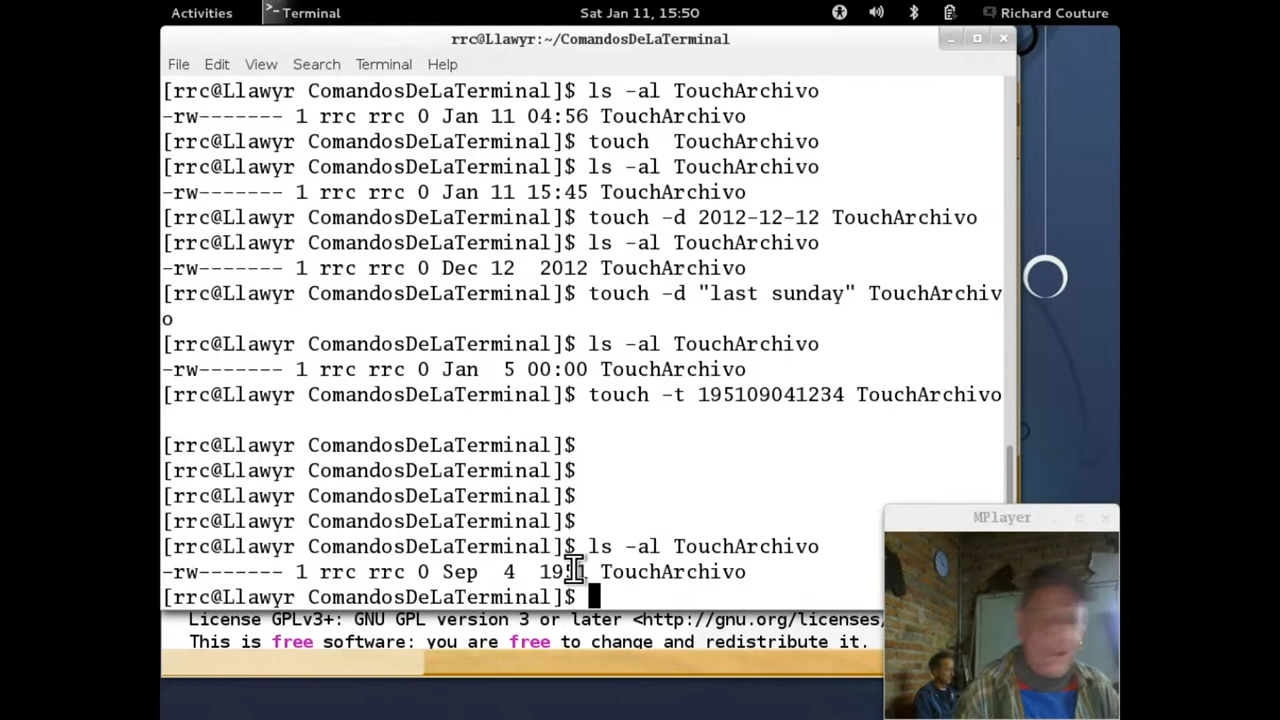 Activities Terminal Sat Jan 11, 15:50 Richard Couture
rrc@Llawyr:~/ComandosDeLaTerminal
File Edit View Search Terminal Help
[rrc@Llawyr ComandosDeLaTerminal]$ ls -al TouchArchivo
-rw------- 1 rrc rrc 0 Jan 11 04:56 TouchArchivo
[rrc@Llawyr ComandosDeLaTerminal]$ touch  TouchArchivo
[rrc@Llawyr ComandosDeLaTerminal]$ ls -al TouchArchivo
-rw------- 1 rrc rrc 0 Jan 11 15:45 TouchArchivo
[rrc@Llawyr ComandosDeLaTerminal]$ touch -d 2012-12-12 TouchArchivo
[rrc@Llawyr ComandosDeLaTerminal]$ ls -al TouchArchivo
-rw------- 1 rrc rrc 0 Dec 12  2012 TouchArchivo
[rrc@Llawyr ComandosDeLaTerminal]$ touch -d "last sunday" TouchArchiv
o
[rrc@Llawyr ComandosDeLaTerminal]$ ls -al TouchArchivo
-rw------- 1 rrc rrc 0 Jan  5 00:00 TouchArchivo
[rrc@Llawyr ComandosDeLaTerminal]$ touch -t 195109041234 TouchArchivo
[rrc@Llawyr ComandosDeLaTerminal]$
[rrc@Llawyr ComandosDeLaTerminal]$
[rrc@Llawyr ComandosDeLaTerminal]$
[rrc@Llawyr ComandosDeLaTerminal]$
[rrc@Llawyr ComandosDeLaTerminal]$ ls -al TouchArchivo
-rw------- 1 rrc rrc 0 Sep  4  TouchArchivo
[rrc@Llawyr ComandosDeLaTerminal]$
MPlayer
License GPLv3+: GNU GPL version 3 or later <http://gnu.org/licenses/
This is free software: you are free to change and redistribute it.